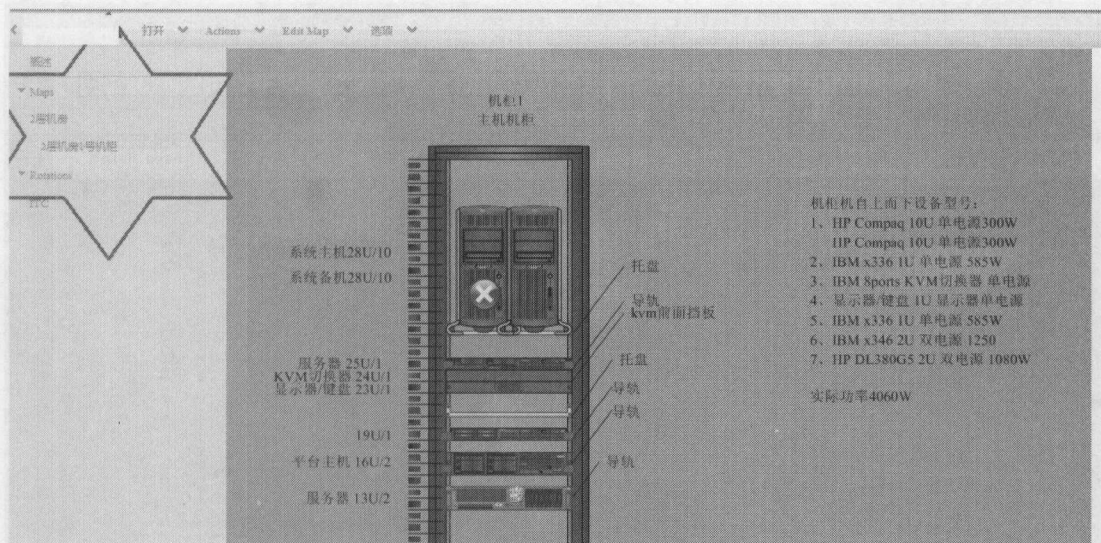 打开 Actions Edit Map 选项
概述
Maps
2层机房
2层机房1号机柜
Rotations
机柜1
主机机柜
机柜机自上而下设备型号:
1、HP Compaq 10U 单电源300W
HP Compaq 10U 单电源300W
2、IBM x336 1U 单电源 585W
3、IBM 8ports KVM切换器 单电源
4、显示器/键盘 1U 显示器单电源
5、IBM x336 1U 单电源 585W
6、IBM x346 2U 双电源 1250
7、HP DL380G5 2U 双电源 1080W
实际功率4060W
系统主机28U/10
系统备机28U/10
服务器 25U/1
KVM切换器 24U/1
显示器/键盘 23U/1
19U/1
平台主机 16U/2
服务器 13U/2
托盘
导轨
kvm前面挡板
托盘
导轨
导轨
导轨